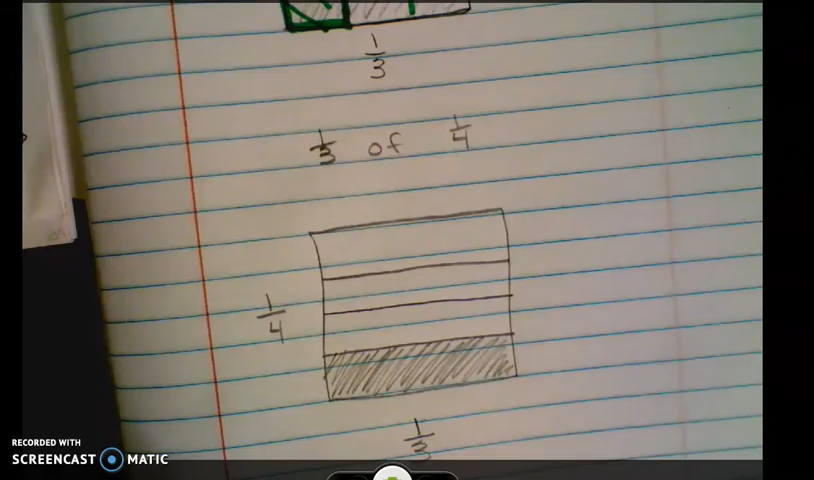 1/3
1/3 of 1/4
1/4
1/3
RECORDED WITH
SCREENCAST MATIC